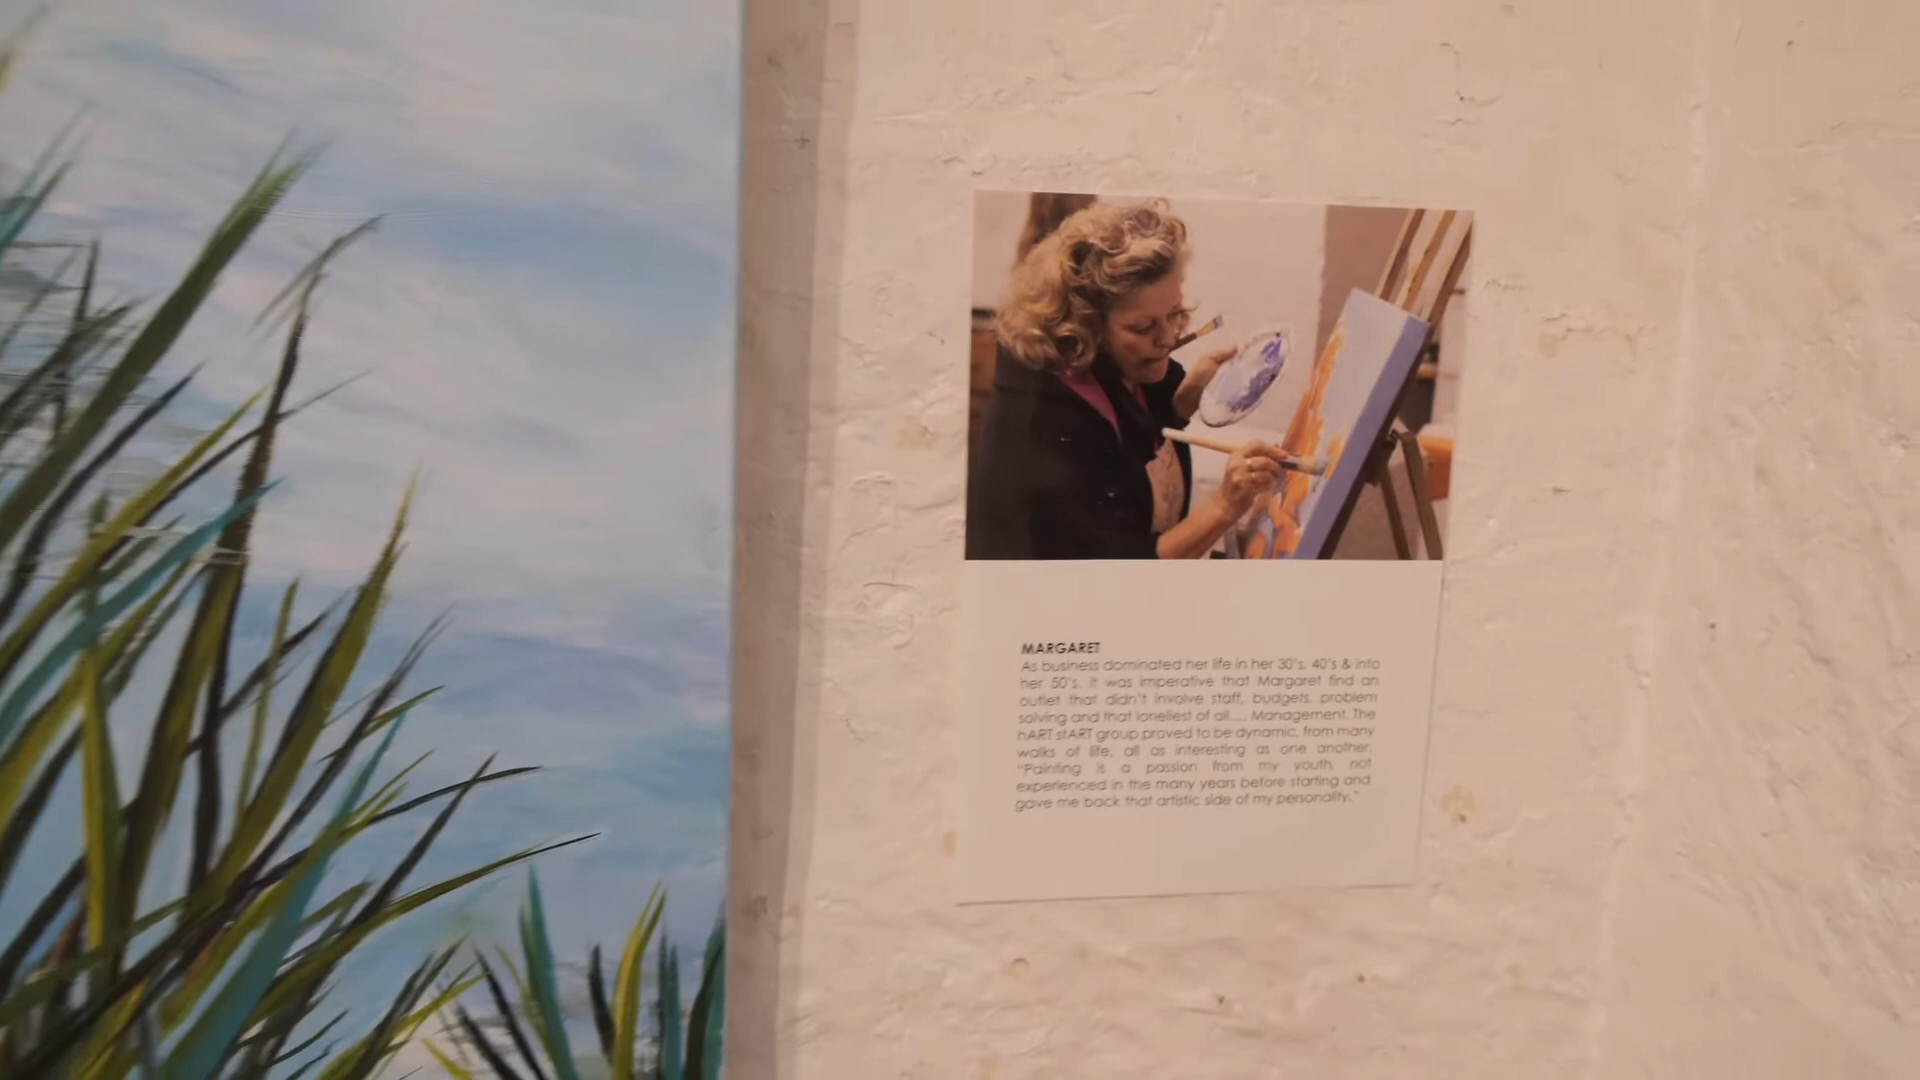 MARGARET
As business dominated her life in her 30's, 40's & into
her 50's. It was imperative that Margaret find an
outlet that didn't involve staff, budgets, problem
solving and that loneliest of all.... Management. The
hART stART group proved to be dynamic, from many
walks of life, all as interesting as one another.
"Painting is a passion from my youth, not
experienced in the many years before starting and
gave me back that artistic side of my personality."